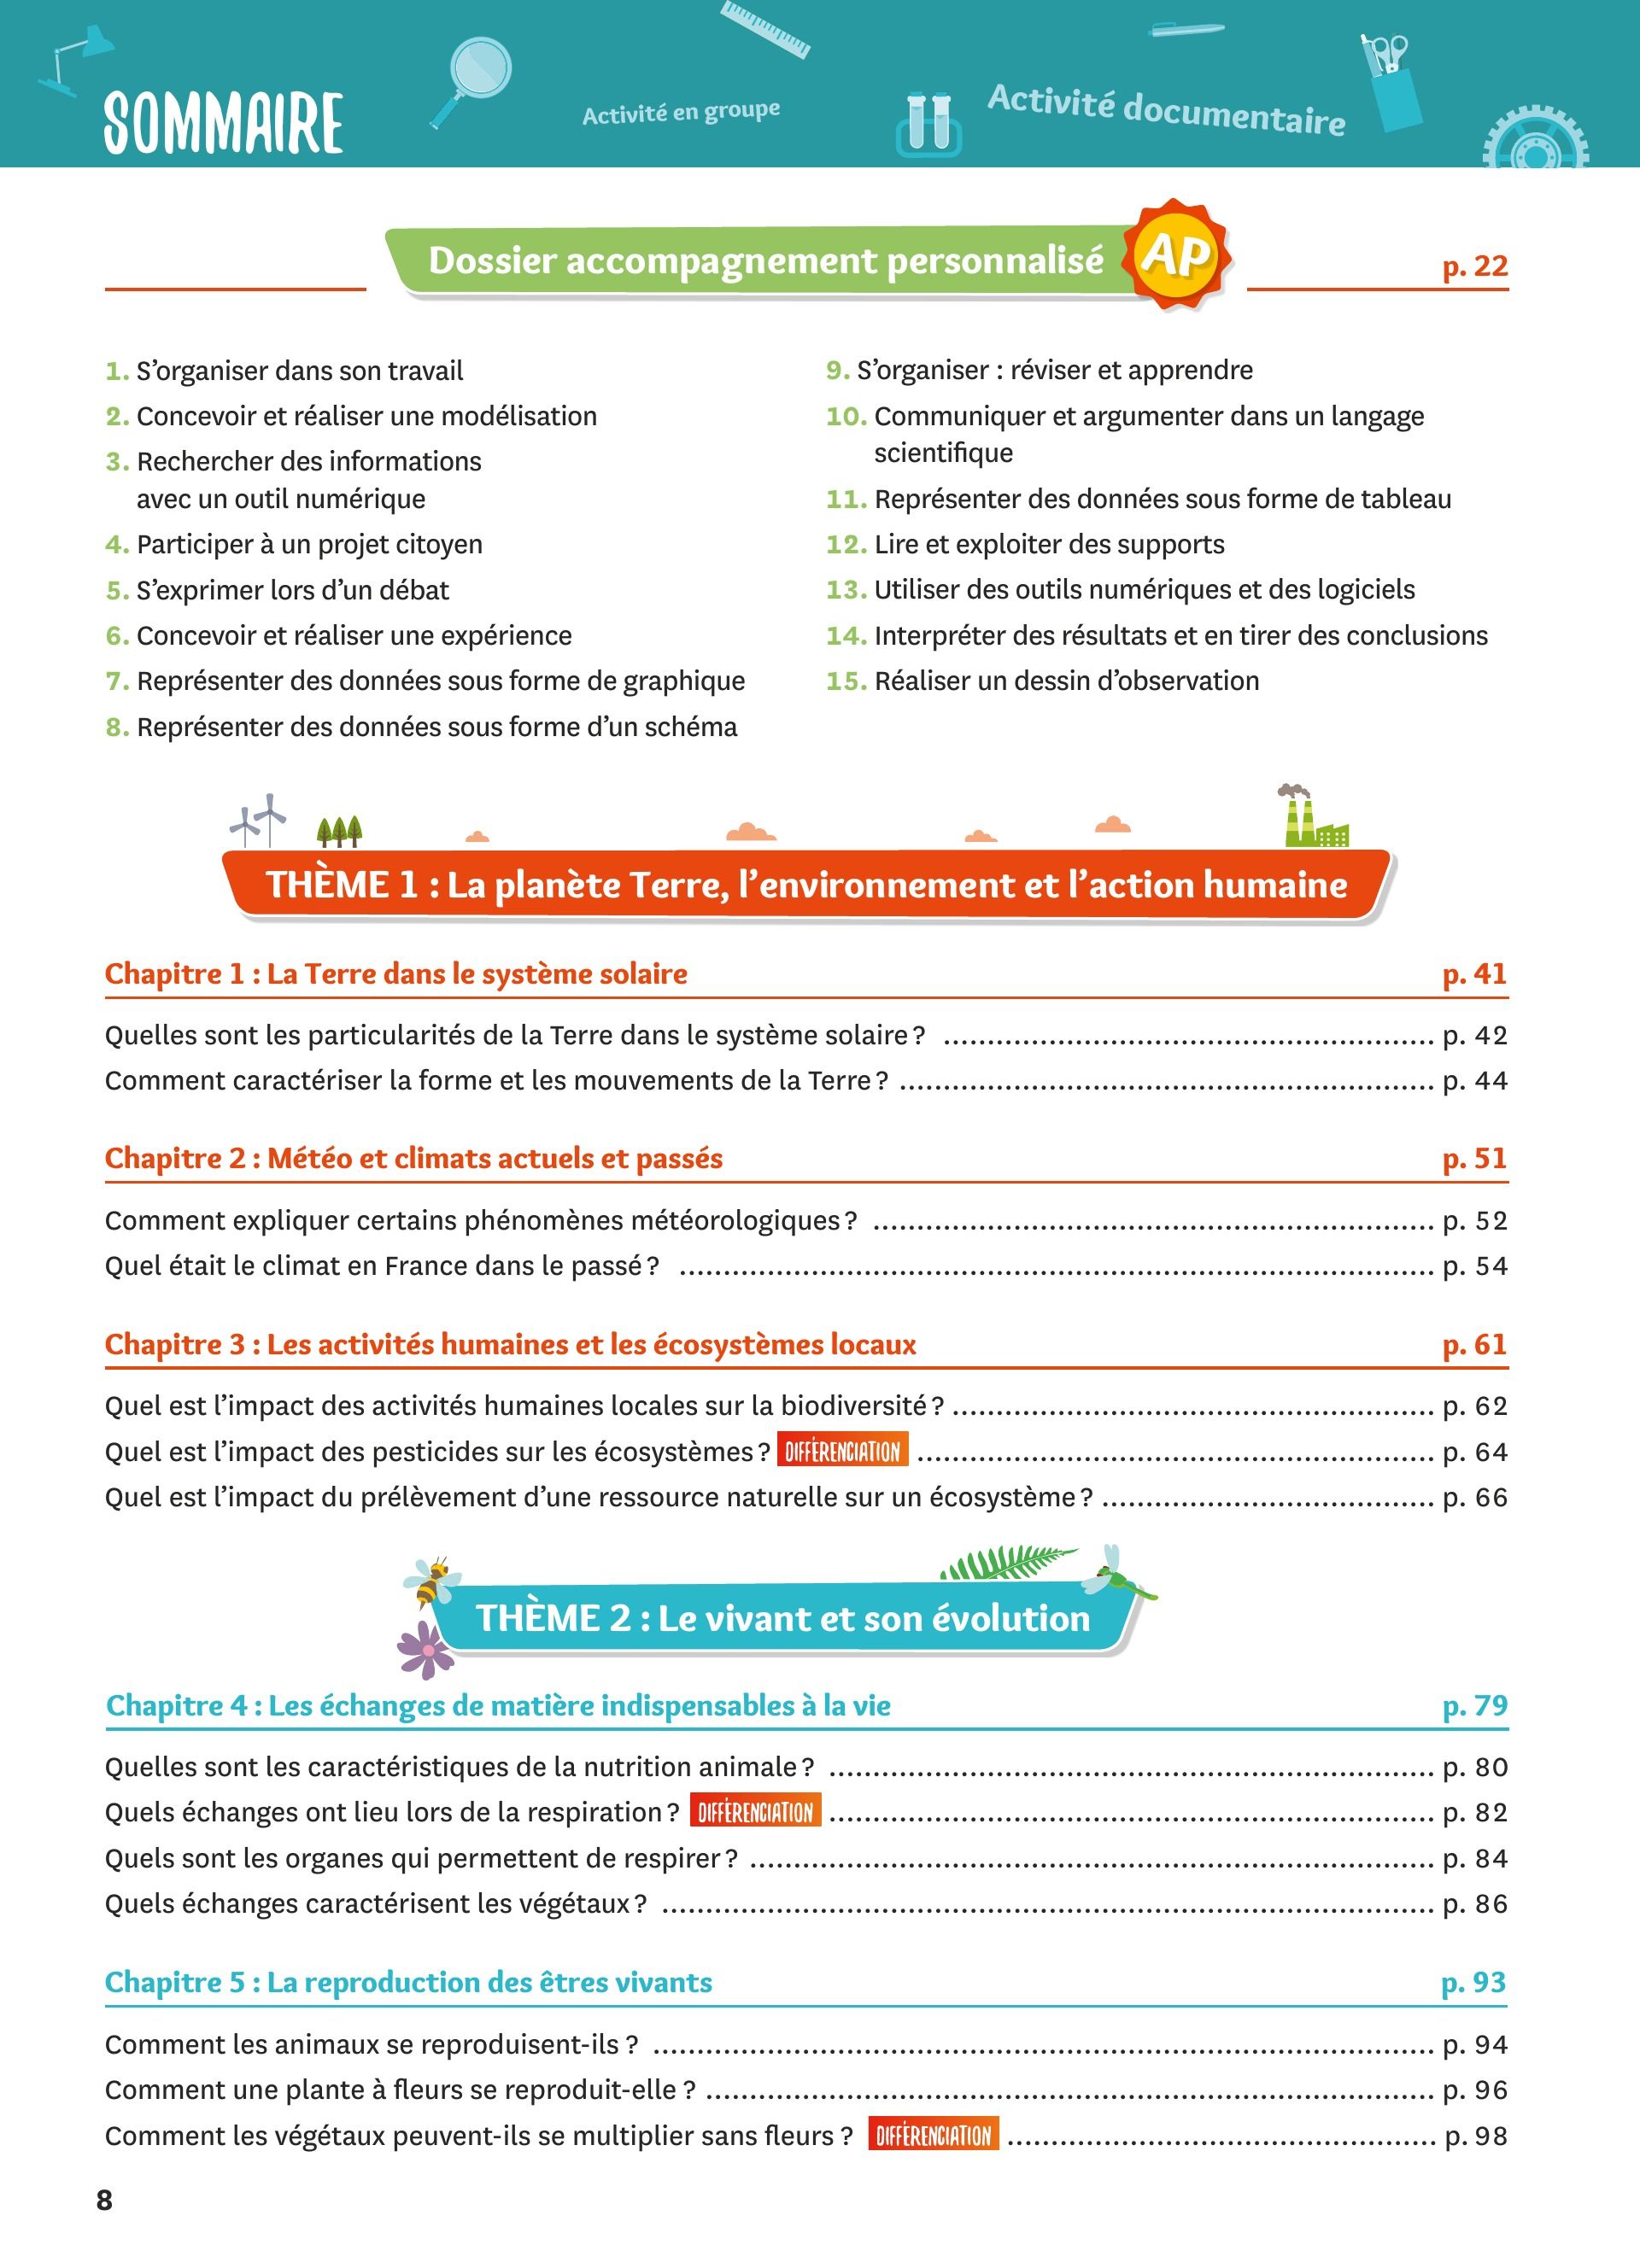 SOMMAIRE
Activité en groupe
Activité documentaire
Dossier accompagnement personnalisé AP p. 22
1. S’organiser dans son travail
2. Concevoir et réaliser une modélisation
3. Rechercher des informations
avec un outil numérique
4. Participer à un projet citoyen
5. S’exprimer lors d’un débat
6. Concevoir et réaliser une expérience
7. Représenter des données sous forme de graphique
8. Représenter des données sous forme d’un schéma
9. S’organiser : réviser et apprendre
10. Communiquer et argumenter dans un langage
scientifique
11. Représenter des données sous forme de tableau
12. Lire et exploiter des supports
13. Utiliser des outils numériques et des logiciels
14. Interpréter des résultats et en tirer des conclusions
15. Réaliser un dessin d’observation
THÈME 1 : La planète Terre, l’environnement et l’action humaine
Chapitre 1 : La Terre dans le système solaire p. 41
Quelles sont les particularités de la Terre dans le système solaire ? p. 42
Comment caractériser la forme et les mouvements de la Terre ? p. 44
Chapitre 2 : Météo et climats actuels et passés p. 51
Comment expliquer certains phénomènes météorologiques ? p. 52
Quel était le climat en France dans le passé ? p. 54
Chapitre 3 : Les activités humaines et les écosystèmes locaux p. 61
Quel est l’impact des activités humaines locales sur la biodiversité ? p. 62
Quel est l’impact des pesticides sur les écosystèmes ? DIFFÉRENCIATION p. 64
Quel est l’impact du prélèvement d’une ressource naturelle sur un écosystème ? p. 66
THÈME 2 : Le vivant et son évolution
Chapitre 4 : Les échanges de matière indispensables à la vie p. 79
Quelles sont les caractéristiques de la nutrition animale ? p. 80
Quels échanges ont lieu lors de la respiration ? DIFFÉRENCIATION p. 82
Quels sont les organes qui permettent de respirer ? p. 84
Quels échanges caractérisent les végétaux ? p. 86
Chapitre 5 : La reproduction des êtres vivants p. 93
Comment les animaux se reproduisent-ils ? p. 94
Comment une plante à fleurs se reproduit-elle ? p. 96
Comment les végétaux peuvent-ils se multiplier sans fleurs ? DIFFÉRENCIATION p. 98
8